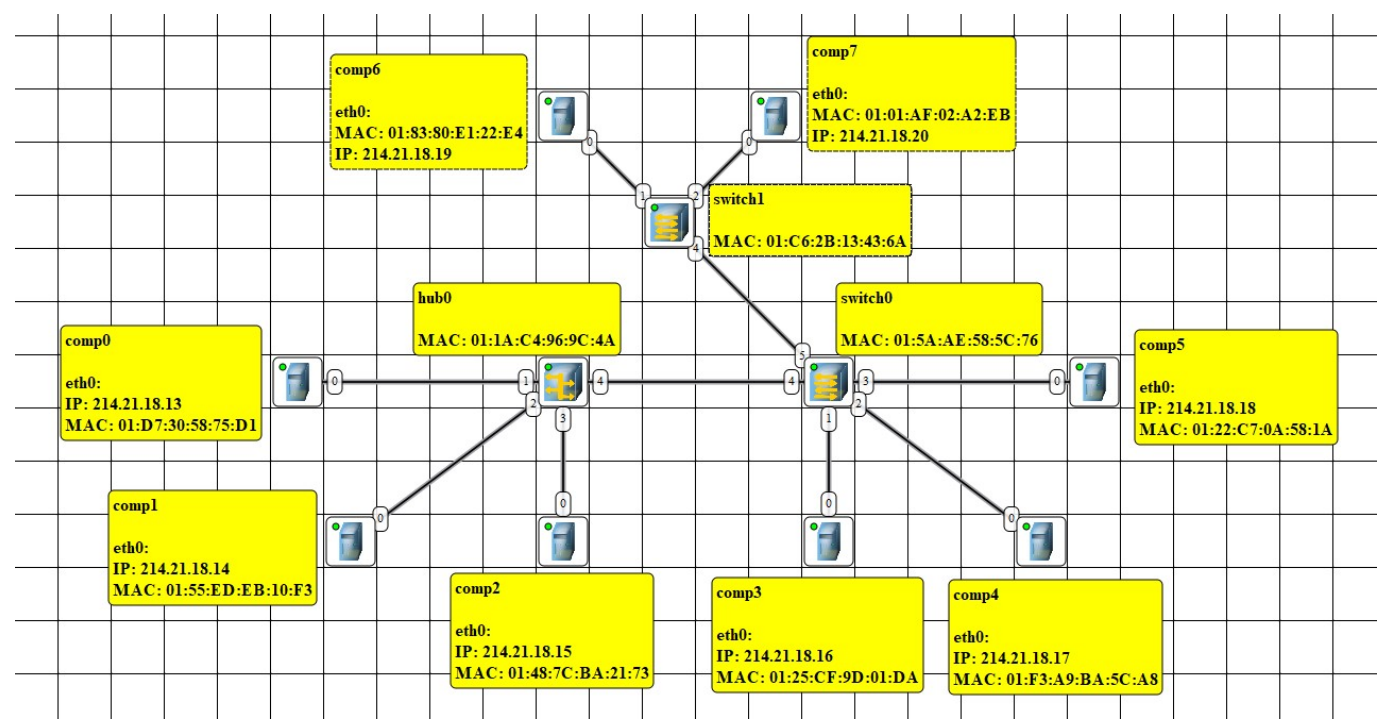 comp6
eth0:
MAC: 01:83:80:E1:22:E4
IP: 214.21.18.19
comp7
eth0:
MAC: 01:01:AF:02:A2:EB
IP: 214.21.18.20
0
0
1
2
switch1
MAC: 01:C6:2B:13:43:6A
4
hub0
MAC: 01:1A:C4:96:9C:4A
switch0
MAC: 01:5A:AE:58:5C:76
comp0
eth0:
IP: 214.21.18.13
MAC: 01:D7:30:58:75:D1
comp5
eth0:
IP: 214.21.18.18
MAC: 01:22:C7:0A:58:1A
5
0
1
4
4
3
0
2
3
1
2
comp1
eth0:
IP: 214.21.18.14
MAC: 01:55:ED:EB:10:F3
0
0
0
0
comp2
eth0:
IP: 214.21.18.15
MAC: 01:48:7C:BA:21:73
comp3
eth0:
IP: 214.21.18.16
MAC: 01:25:CF:9D:01:DA
comp4
eth0:
IP: 214.21.18.17
MAC: 01:F3:A9:BA:5C:A8